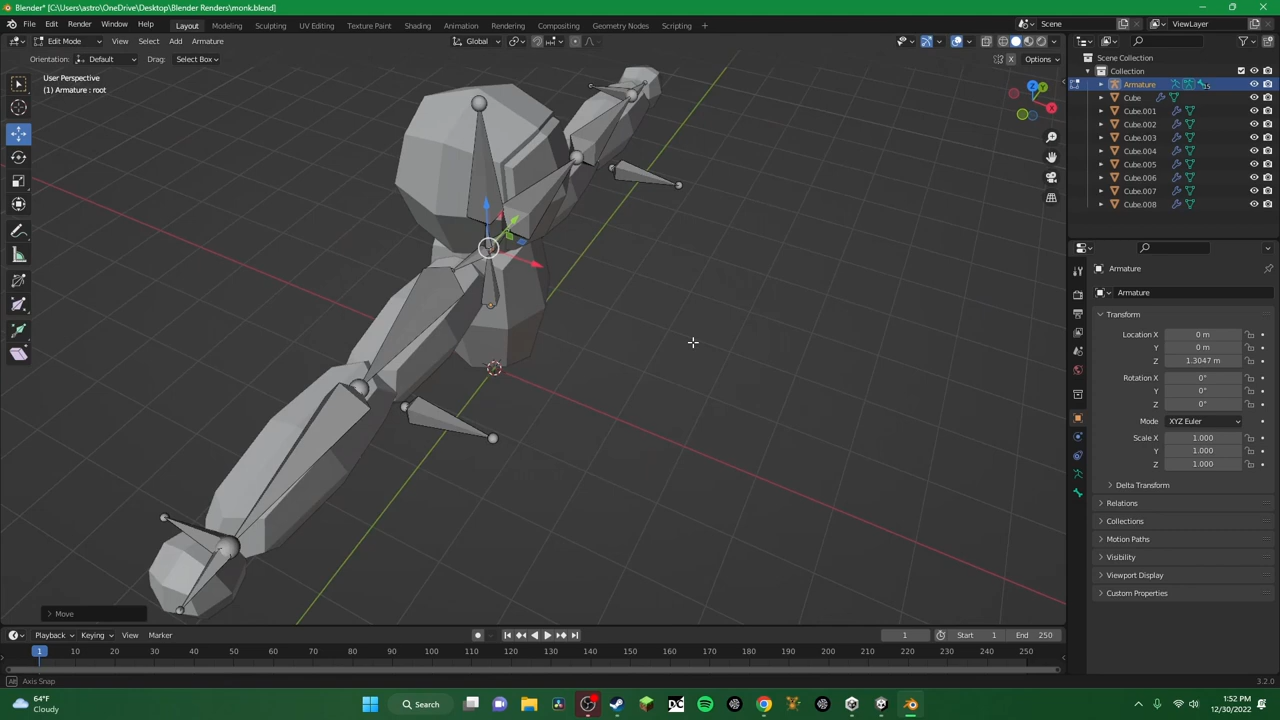 Blender* [C:\Users\astro\OneDrive\Desktop\Blender Renders\monk.blend]
File Edit Render Window Help Layout Modeling Sculpting UV Editing Texture Paint Shading Animation Rendering Compositing Geometry Nodes Scripting + Scene ViewLayer
Edit Mode View Select Add Armature Global
Orientation: Default Drag: Select Box X Options
User Perspective
(1) Armature : root
Scene Collection
Collection
Armature 15
Cube
Cube.001
Cube.002
Cube.003
Cube.004
Cube.005
Cube.006
Cube.007
Cube.008
Z Y X
Armature
Armature
Transform
Location X 0 m
Y 0 m
Z 1.3047 m
Rotation X 0°
Y 0°
Z 0°
Mode XYZ Euler
Scale X 1.000
Y 1.000
Z 1.000
Delta Transform
Relations
Collections
Motion Paths
Visibility
Viewport Display
Custom Properties
Move
Playback Keying View Marker 1 Start 1 End 250
1 10 20 30 40 50 60 70 80 90 100 110 120 130 140 150 160 170 180 190 200 210 220 230 240 250
Alt Axis Snap 3.2.0
64°F
Cloudy
Search
DC
1:52 PM
12/30/2022